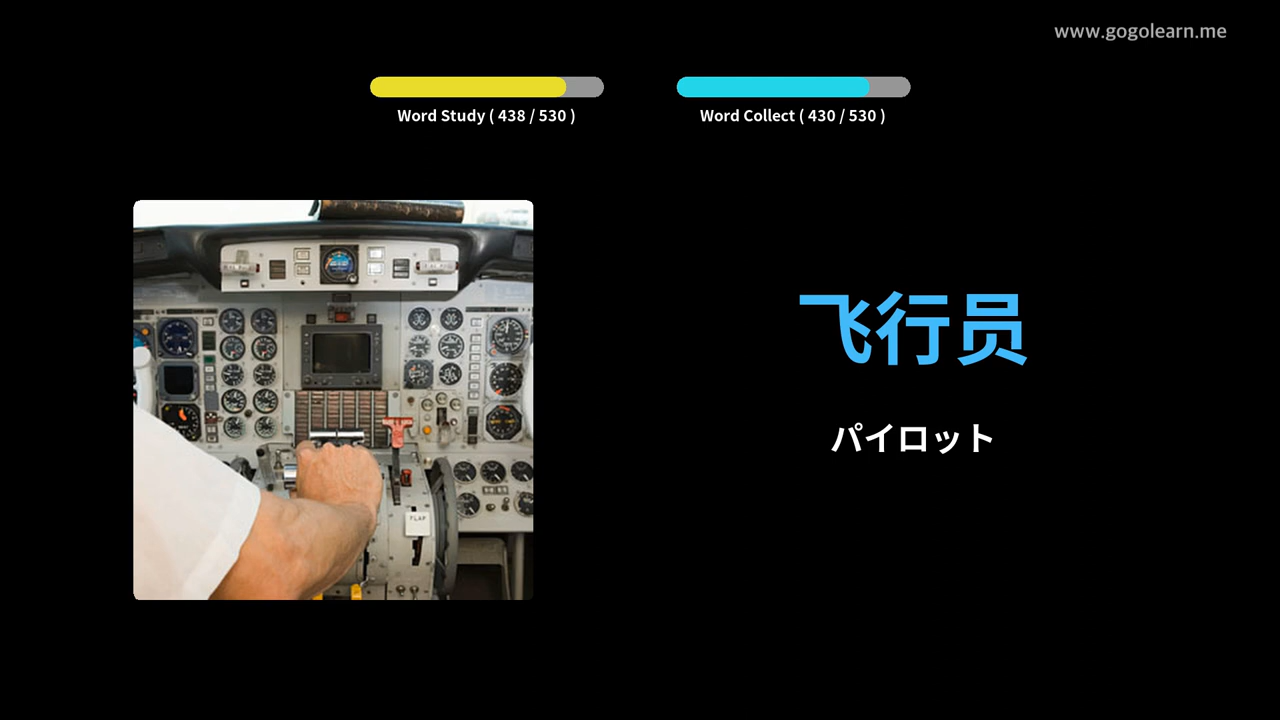 www.gogolearn.me
Word Study ( 438 / 530 )
Word Collect ( 430 / 530 )
飞行员
パイロット
FLAP